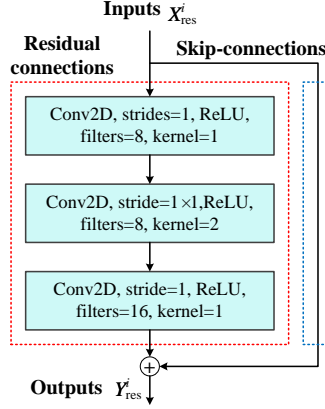 Inputs X^i_res
Residual connections
Skip-connections
Conv2D, strides=1, ReLU,
filters=8, kernel=1
Conv2D, stride=1×1,ReLU,
filters=8, kernel=2
Conv2D, stride=1, ReLU,
filters=16, kernel=1
+
Outputs Y^i_res